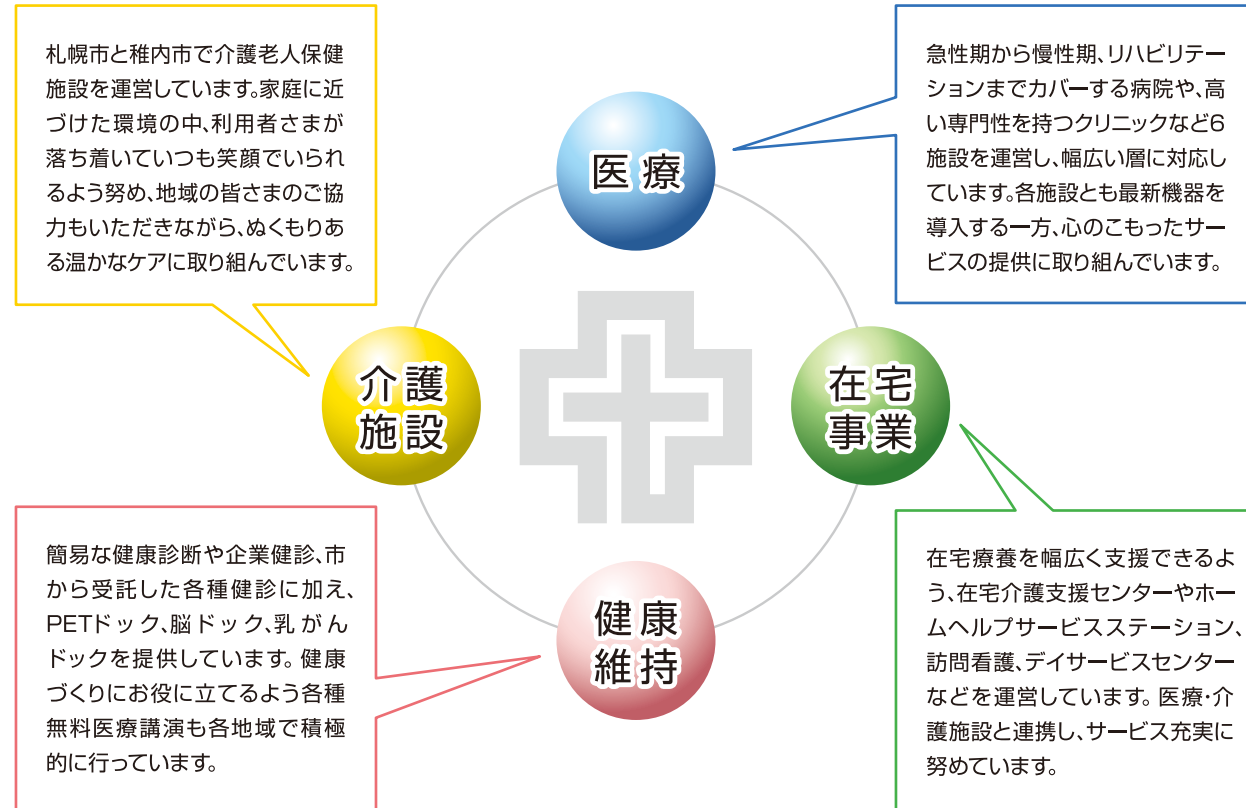 札幌市と稚内市で介護老人保健
施設を運営しています。家庭に近
づけた環境の中、利用者さまが
落ち着いていつも笑顔でいられ
るよう努め、地域の皆さまのご協
力もいただきながら、ぬくもりあ
る温かなケアに取り組んでいます。
急性期から慢性期、リハビリテー
ションまでカバーする病院や、高
い専門性を持つクリニックなど6
施設を運営し、幅広い層に対応し
ています。各施設とも最新機器を
導入する一方、心のこもったサー
ビスの提供に取り組んでいます。
医療
介護
施設
在宅
事業
健康
維持
簡易な健康診断や企業健診、市
から受託した各種健診に加え、
PETドック、脳ドック、乳がん
ドックを提供しています。健康
づくりにお役に立てるよう各種
無料医療講演も各地域で積極
的に行っています。
在宅療養を幅広く支援できるよ
う、在宅介護支援センターやホー
ムヘルプサービスステーション、
訪問看護、デイサービスセンター
などを運営しています。医療・介
護施設と連携し、サービス充実に
努めています。